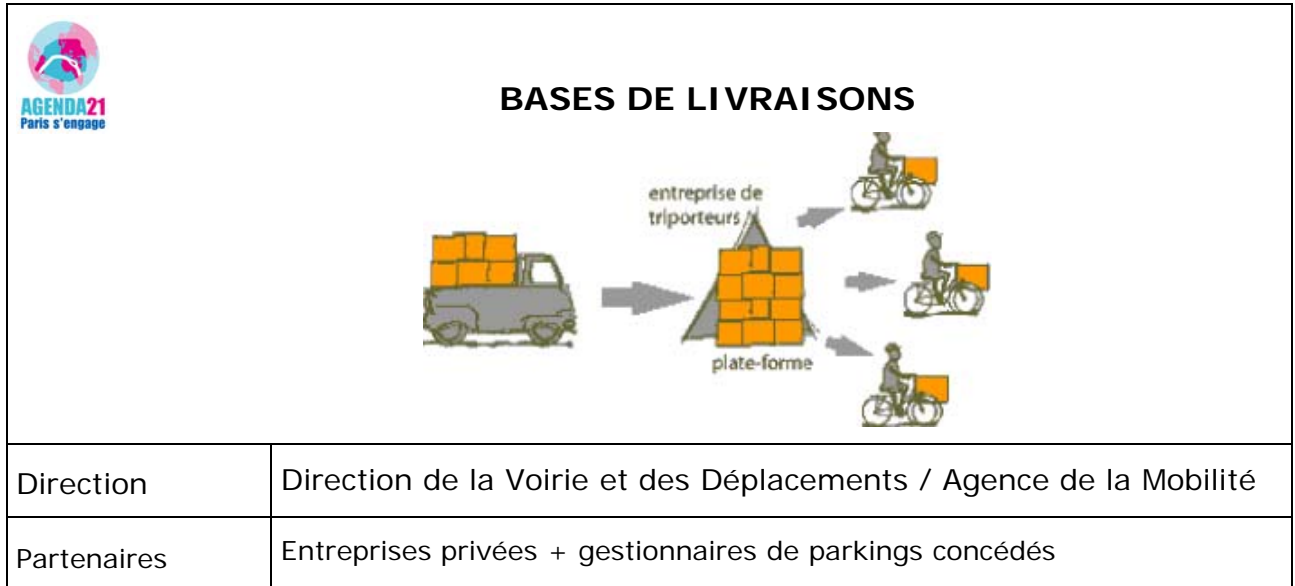 AGENDA21
Paris s'engage
BASES DE LIVRAISONS
entreprise de
triporteurs
plate-forme
Direction
Direction de la Voirie et des Déplacements / Agence de la Mobilité
Partenaires
Entreprises privées + gestionnaires de parkings concédés